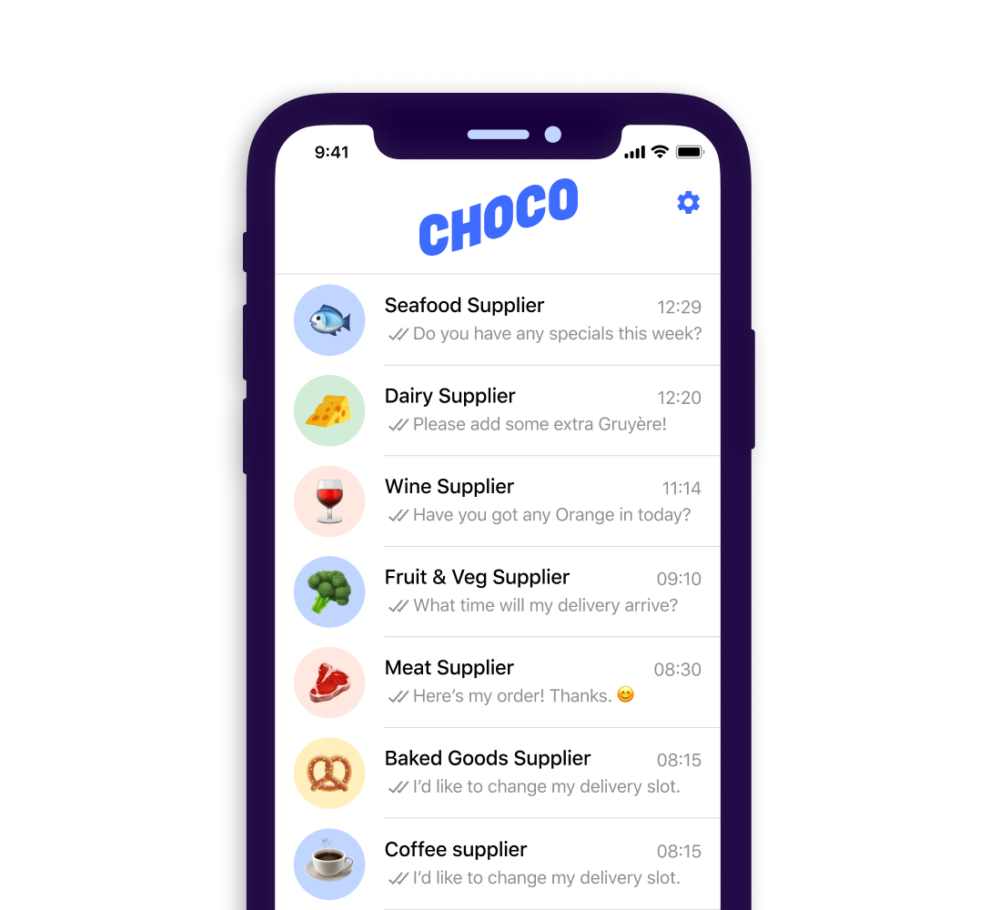 9:41
CHOCO
Seafood Supplier 12:29
Do you have any specials this week?
Dairy Supplier 12:20
Please add some extra Gruyère!
Wine Supplier 11:14
Have you got any Orange in today?
Fruit & Veg Supplier 09:10
What time will my delivery arrive?
Meat Supplier 08:30
Here’s my order! Thanks. 😊
Baked Goods Supplier 08:15
I’d like to change my delivery slot.
Coffee supplier 08:15
I’d like to change my delivery slot.